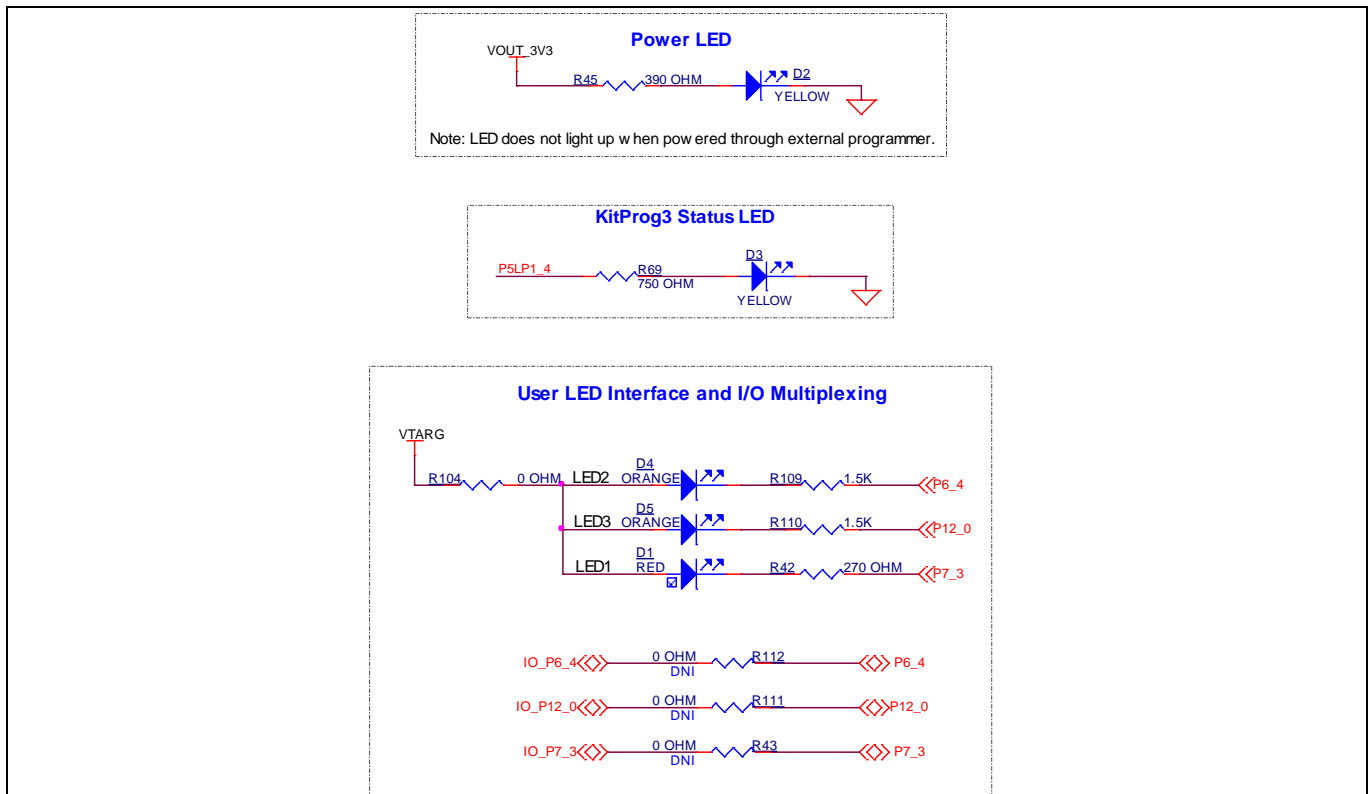 Power LED
VOUT_3V3
R45 390 OHM D2
YELLOW
Note: LED does not light up when powered through external programmer.
KitProg3 Status LED
P5LP1_4 R69 D3
750 OHM
YELLOW
User LED Interface and I/O Multiplexing
VTARG
R104 0 OHM
LED2 D4 ORANGE R109 1.5K P6_4
LED3 D5 ORANGE R110 1.5K P12_0
LED1 D1 RED R42 270 OHM P7_3
IO_P6_4 0 OHM R112 P6_4
DNI
IO_P12_0 0 OHM R111 P12_0
DNI
IO_P7_3 0 OHM R43 P7_3
DNI